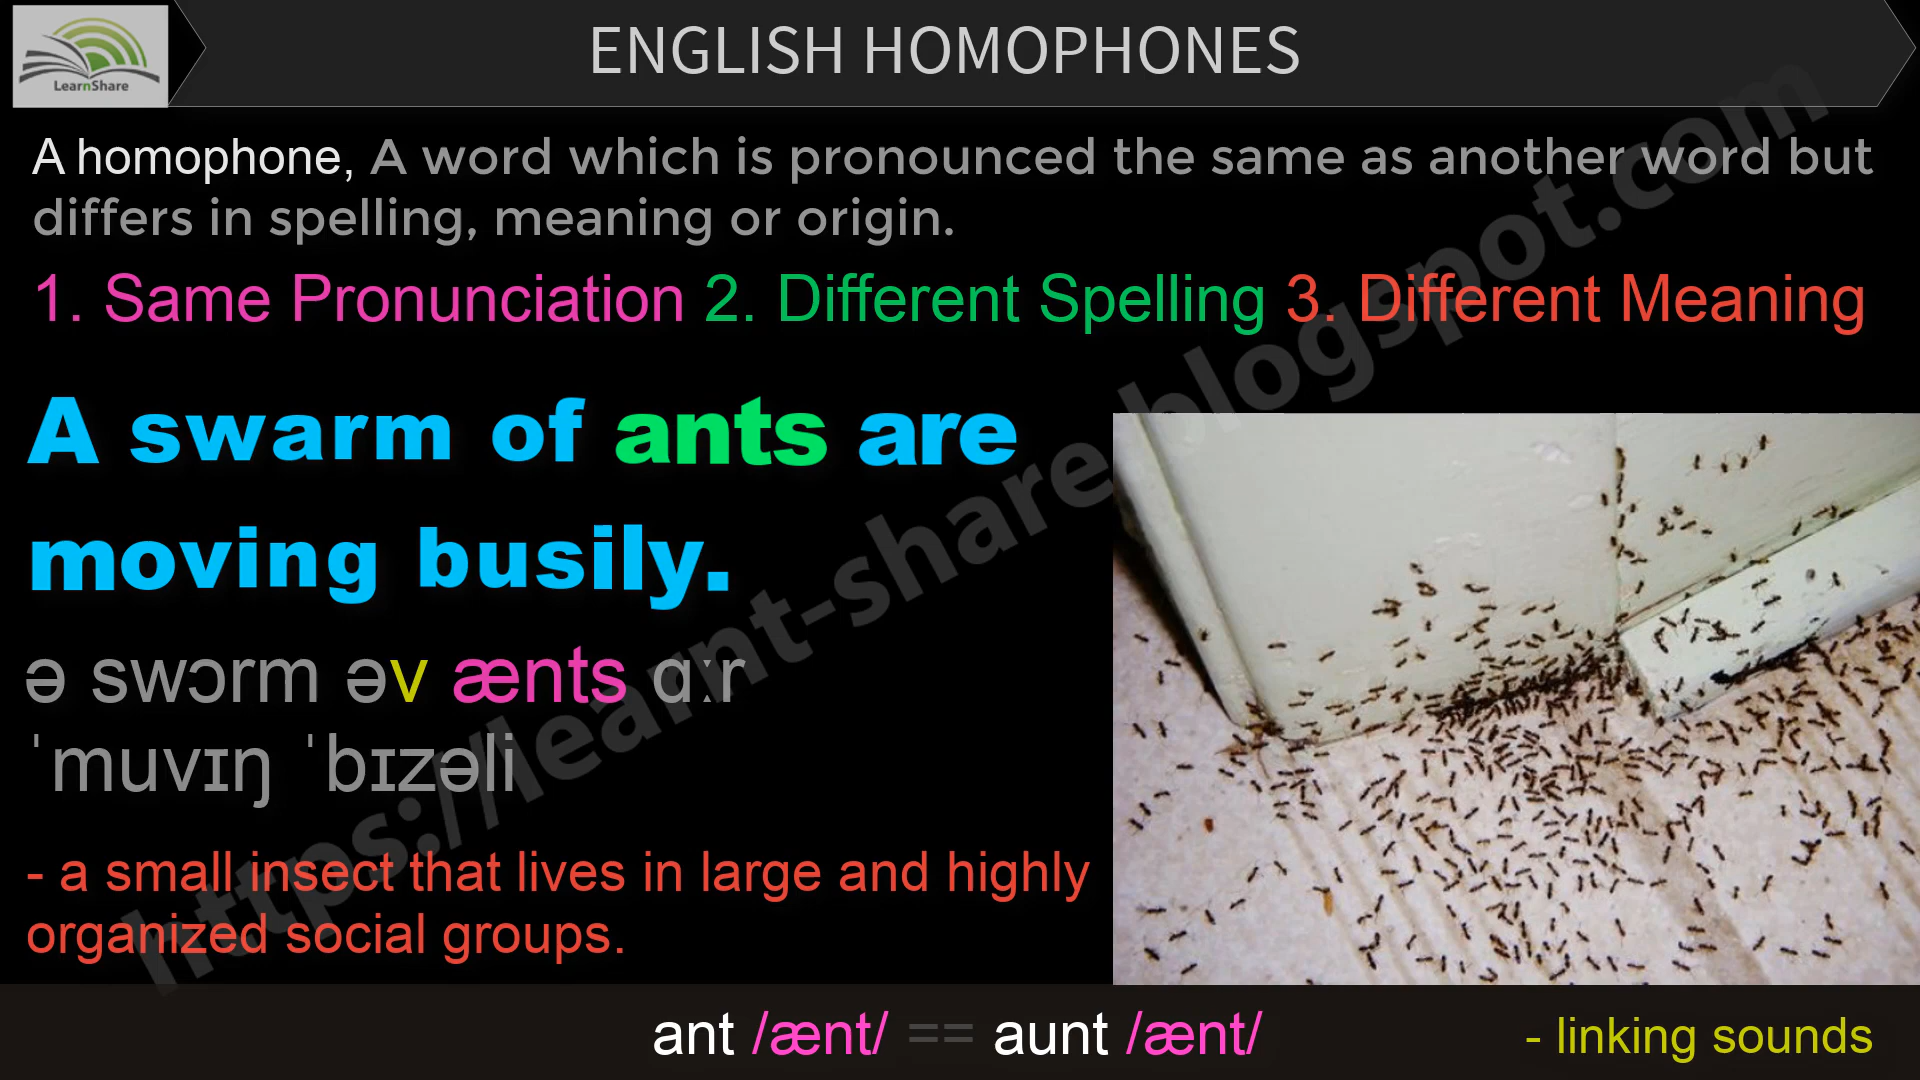 LearnShare
ENGLISH HOMOPHONES
A homophone, A word which is pronounced the same as another word but
differs in spelling, meaning or origin.
1. Same Pronunciation 2. Different Spelling 3. Different Meaning
A swarm of ants are
moving busily.
ə swɔrm əv ænts ɑːr
ˈmuvɪŋ ˈbɪzəli
- a small insect that lives in large and highly
organized social groups.
https://learnt-share.blogspot.com
ant /ænt/ == aunt /ænt/
- linking sounds